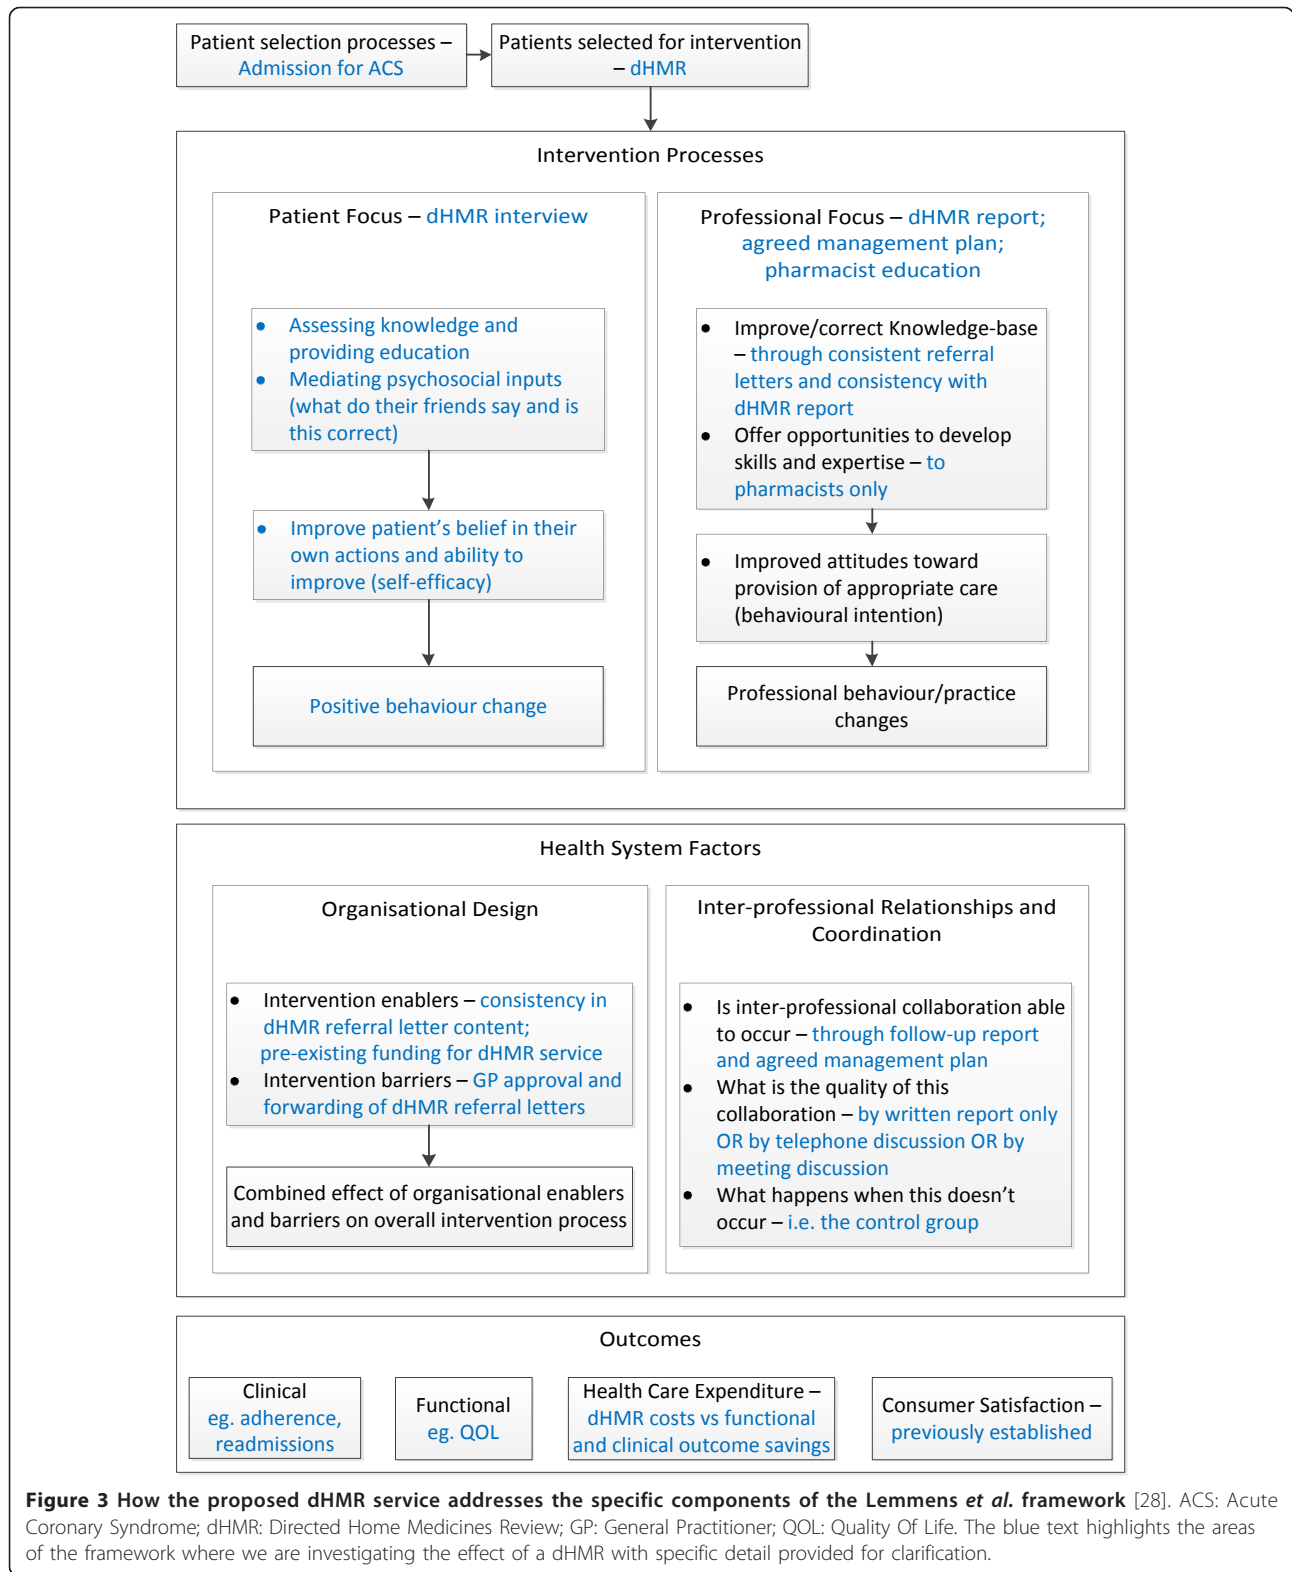 Patient selection processes –
Admission for ACS
Patients selected for intervention
– dHMR
Intervention Processes
Patient Focus – dHMR interview
● Assessing knowledge and
providing education
● Mediating psychosocial inputs
(what do their friends say and is
this correct)
● Improve patient's belief in their
own actions and ability to
improve (self-efficacy)
Positive behaviour change
Professional Focus – dHMR report;
agreed management plan;
pharmacist education
● Improve/correct Knowledge-base
– through consistent referral
letters and consistency with
dHMR report
● Offer opportunities to develop
skills and expertise – to
pharmacists only
● Improved attitudes toward
provision of appropriate care
(behavioural intention)
Professional behaviour/practice
changes
Health System Factors
Organisational Design
● Intervention enablers – consistency in
dHMR referral letter content;
pre-existing funding for dHMR service
● Intervention barriers – GP approval and
forwarding of dHMR referral letters
Combined effect of organisational enablers
and barriers on overall intervention process
Inter-professional Relationships and
Coordination
● Is inter-professional collaboration able
to occur – through follow-up report
and agreed management plan
● What is the quality of this
collaboration – by written report only
OR by telephone discussion OR by
meeting discussion
● What happens when this doesn't
occur – i.e. the control group
Outcomes
Clinical
eg. adherence,
readmissions
Functional
eg. QOL
Health Care Expenditure –
dHMR costs vs functional
and clinical outcome savings
Consumer Satisfaction –
previously established
Figure 3 How the proposed dHMR service addresses the specific components of the Lemmens et al. framework [28]. ACS: Acute
Coronary Syndrome; dHMR: Directed Home Medicines Review; GP: General Practitioner; QOL: Quality Of Life. The blue text highlights the areas
of the framework where we are investigating the effect of a dHMR with specific detail provided for clarification.